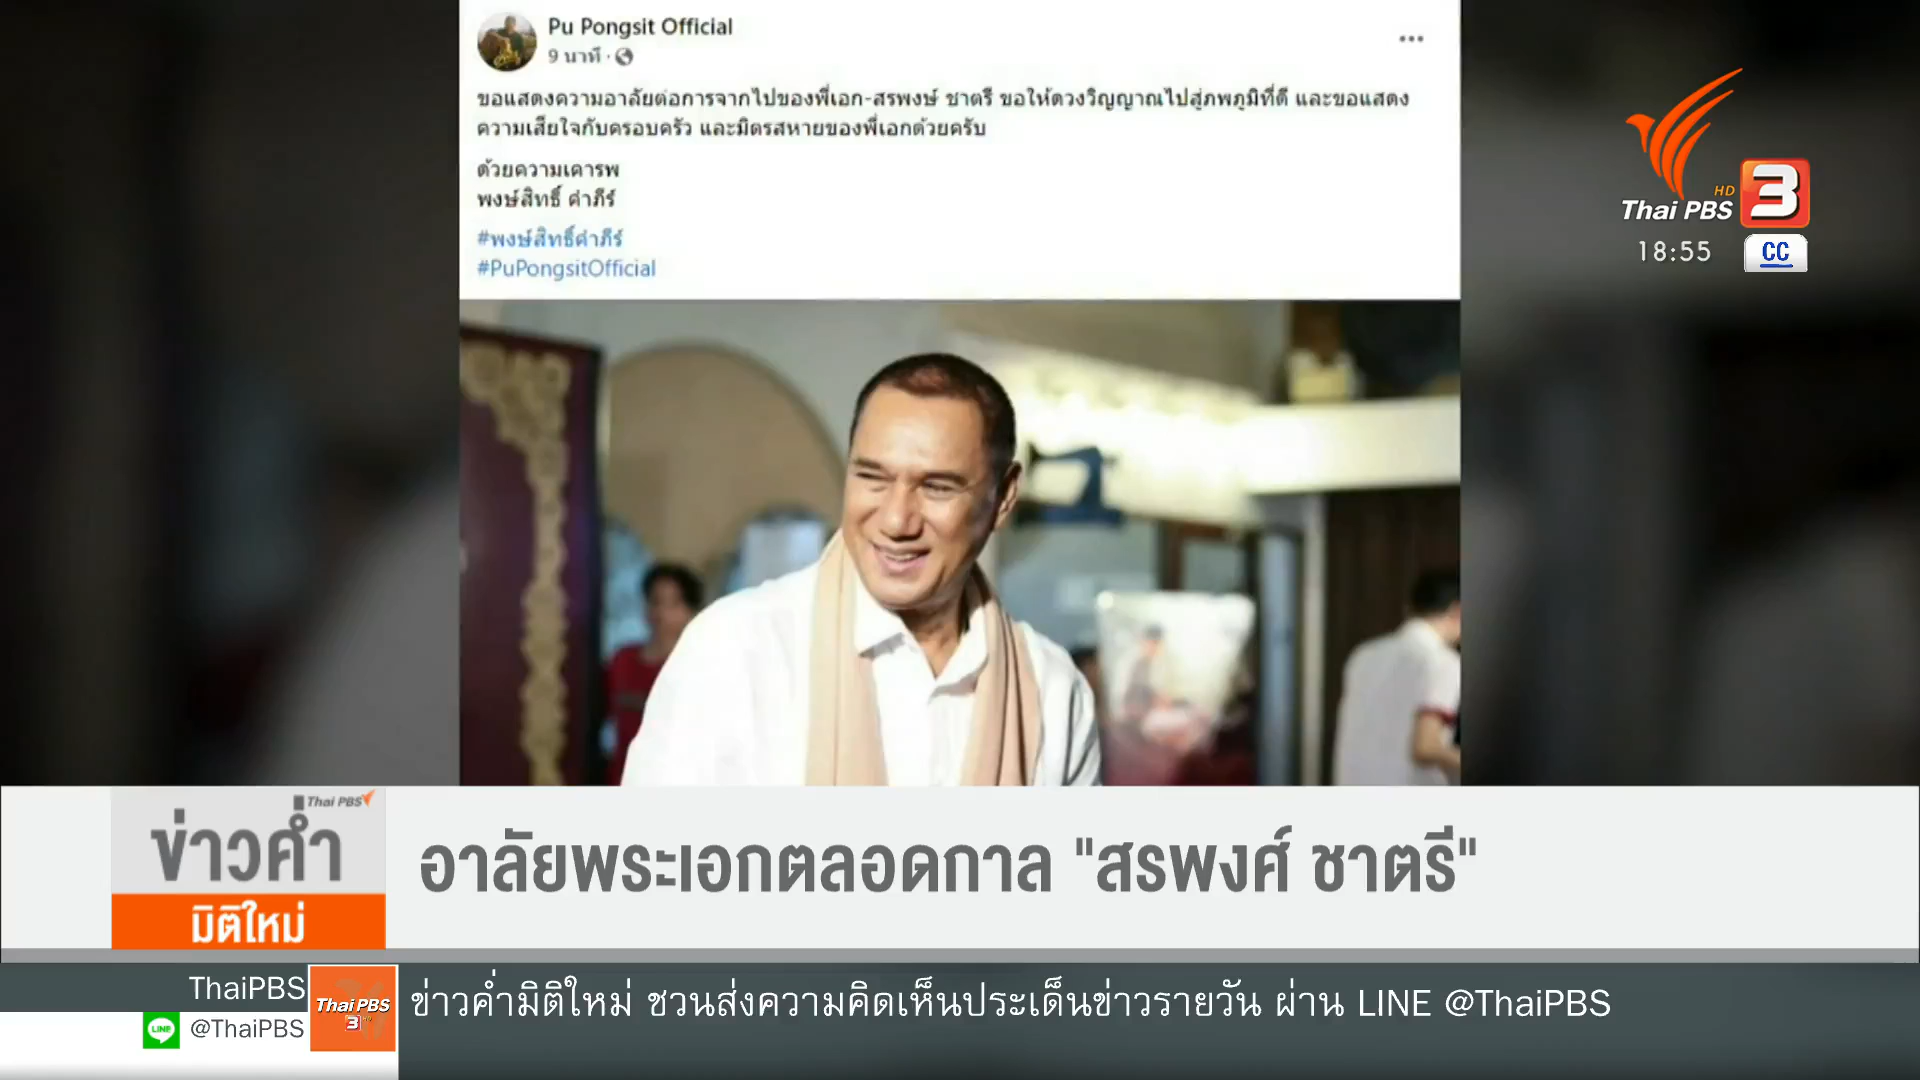 Pu Pongsit Official
9 นาที ·
ขอแสดงความอาลัยต่อการจากไปของพี่เอก-สรพงษ์ ชาตรี ขอให้ดวงวิญญาณไปสู่ภพภูมิที่ดี และขอแสดง
ความเสียใจกับครอบครัว และมิตรสหายของพี่เอกด้วยครับ
ด้วยความเคารพ
พงษ์สิทธิ์ คำภีร์
#พงษ์สิทธิ์คำภีร์
#PuPongsitOfficial
Thai PBS HD 3
18:55 CC
Thai PBS
ข่าวค่ำ
มิติใหม่
อาลัยพระเอกตลอดกาล "สรพงศ์ ชาตรี"
ThaiPBS
LINE @ThaiPBS
Thai PBS
3 HD
ข่าวค่ำมิติใหม่ ชวนส่งความคิดเห็นประเด็นข่าวรายวัน ผ่าน LINE @ThaiPBS